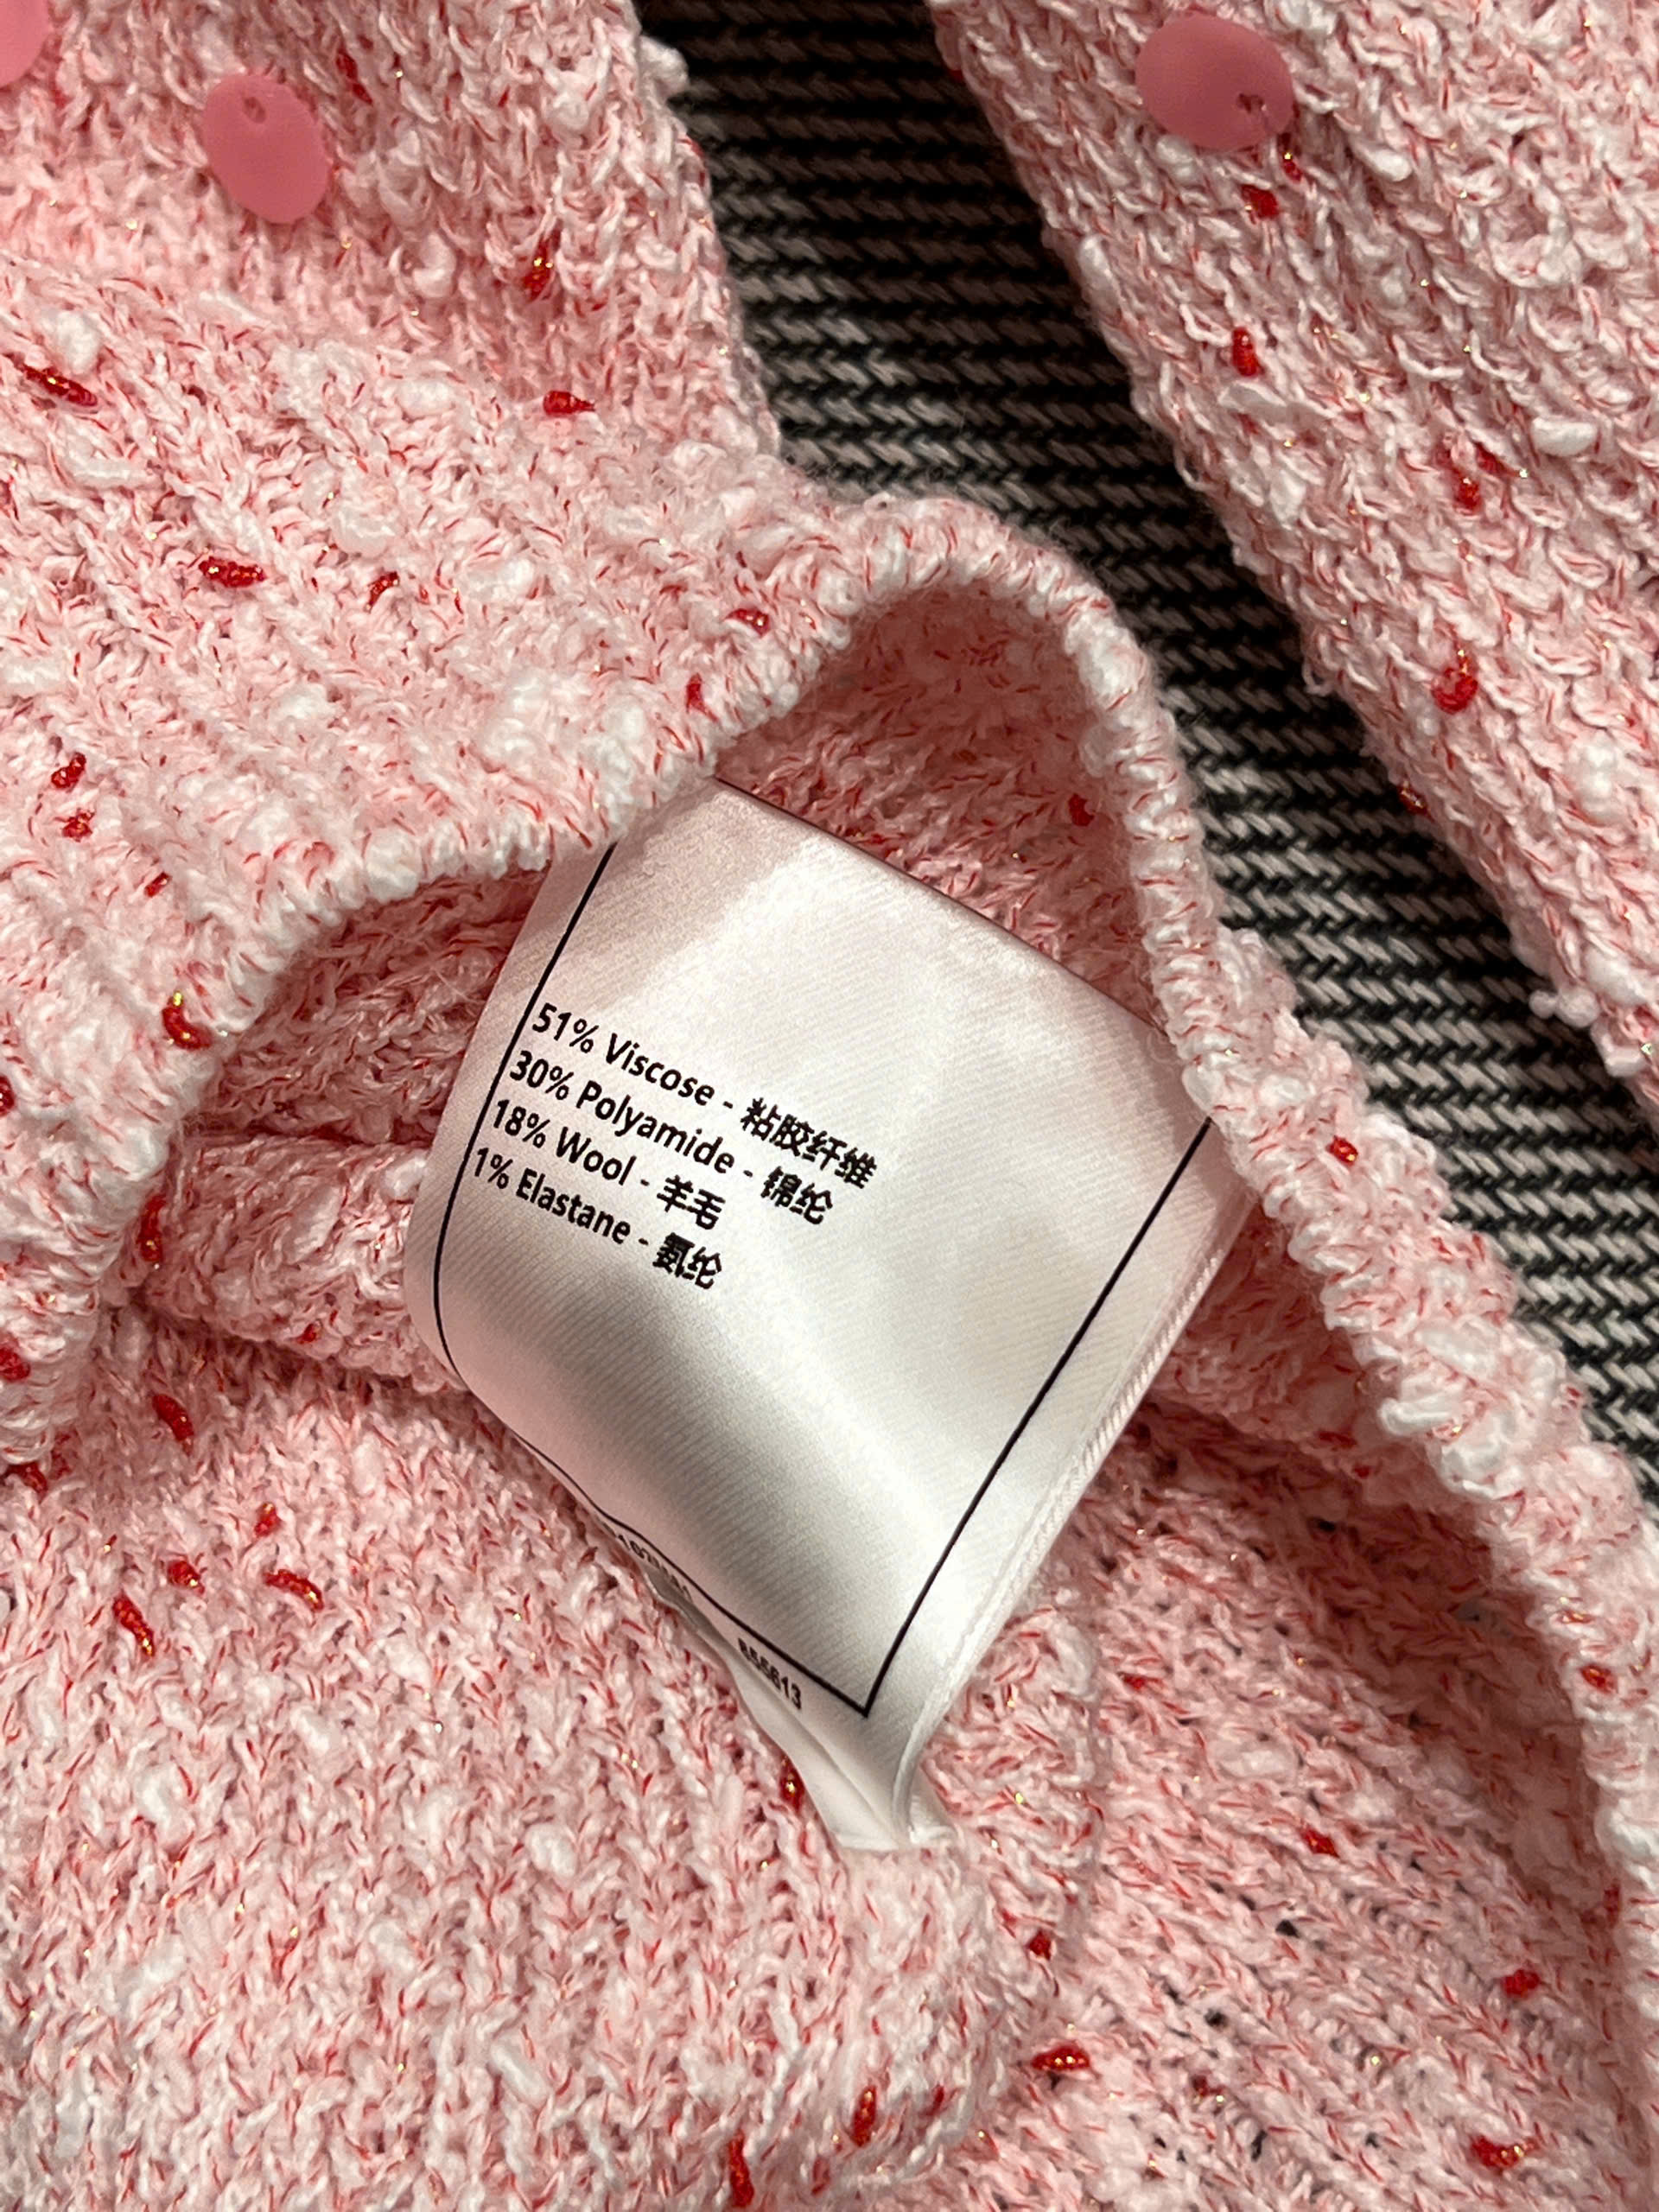 51% Viscose - 粘胶纤维
30% Polyamide - 锦纶
18% Wool - 羊毛
1% Elastane - 氨纶